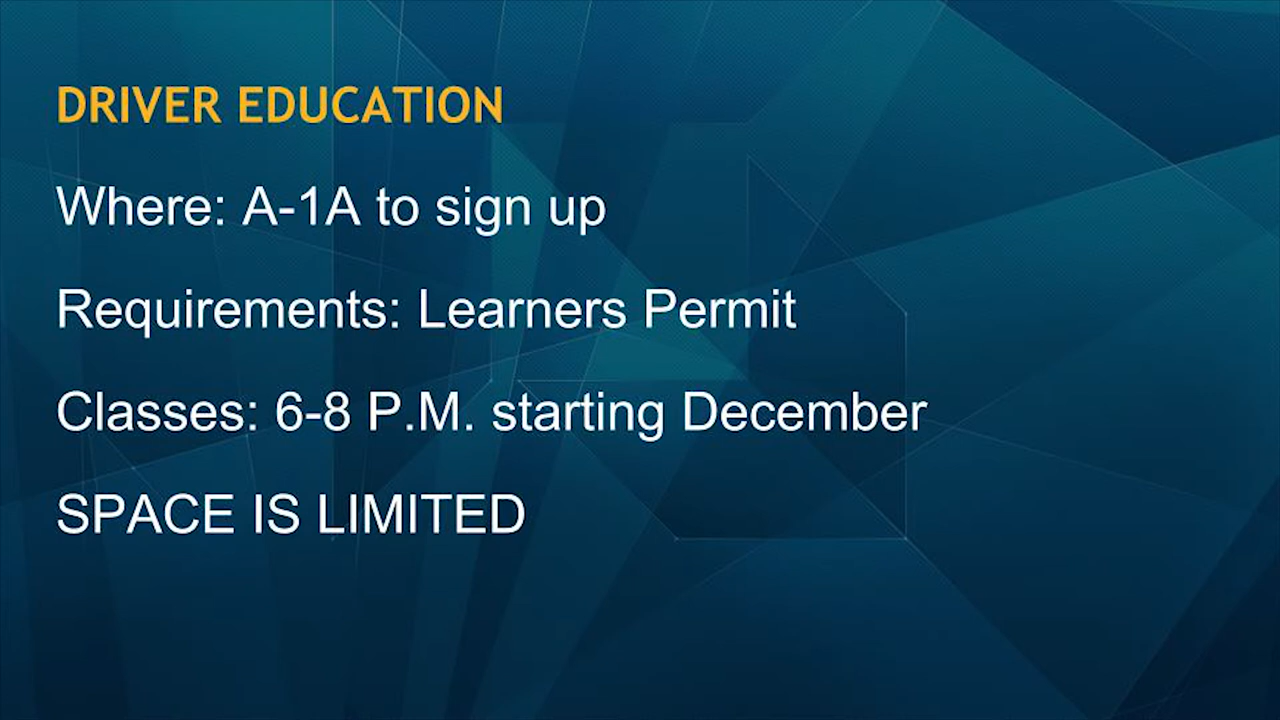 DRIVER EDUCATION
Where: A-1A to sign up
Requirements: Learners Permit
Classes: 6-8 P.M. starting December
SPACE IS LIMITED